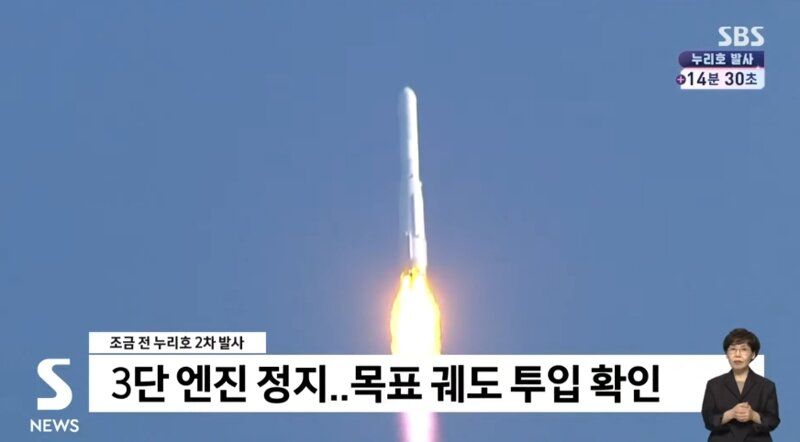 SBS
누리호 발사
+14분 30초
조금 전 누리호 2차 발사
3단 엔진 정지..목표 궤도 투입 확인
S
NEWS